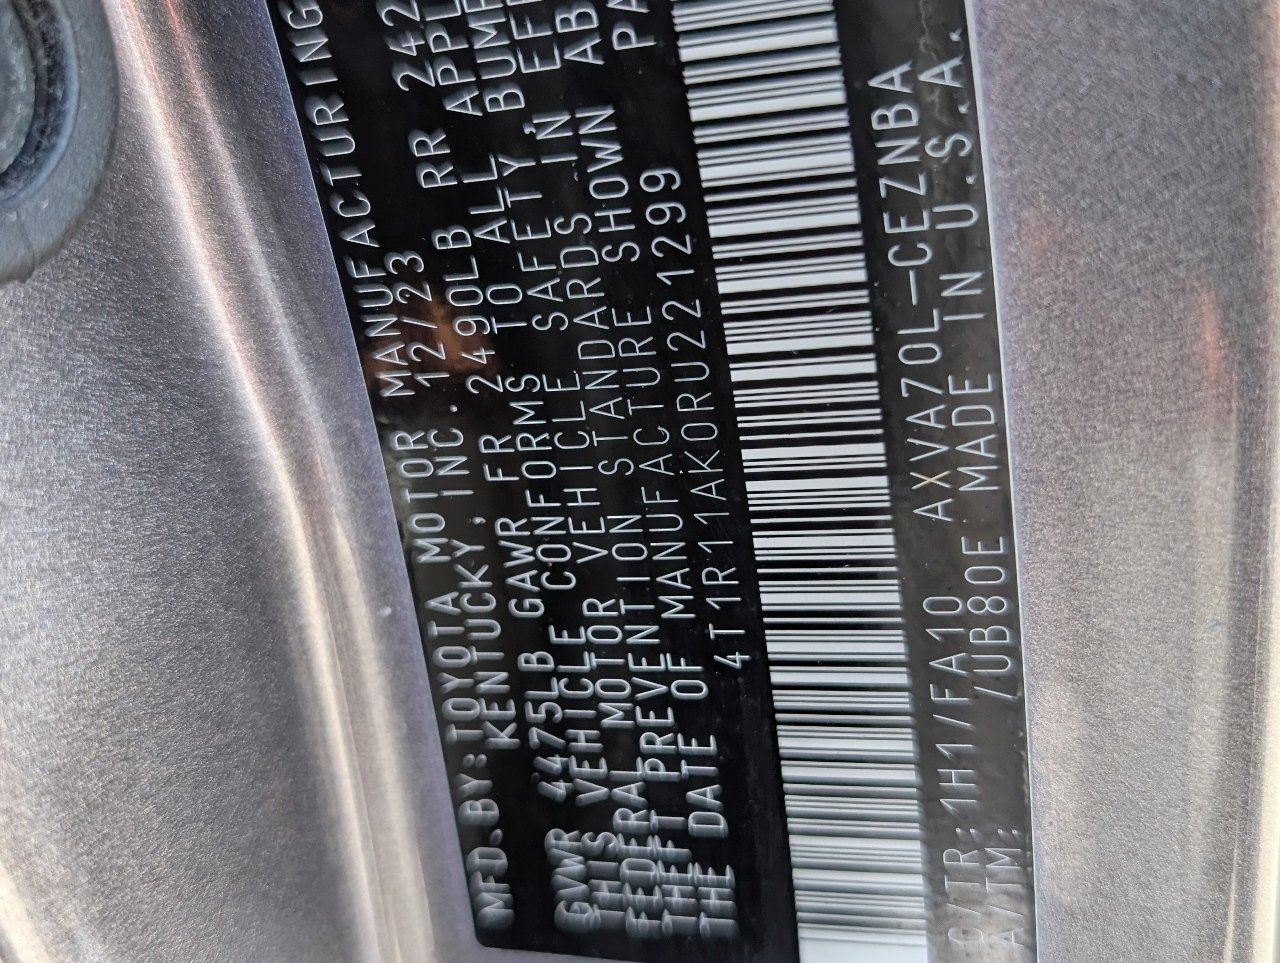 MFD.BY:TOYOTA MOTOR MANUFACTURING
KENTUCKY, INC. 12/23
GVWR 4475LB GAWR FR 2490LB RR 242
THIS VEHICLE CONFORMS TO ALL APPL
FEDERAL MOTOR VEHICLE SAFETY BUMP
THEFT PREVENTION STANDARDS IN EFF
THE DATE OF MANUFACTURE SHOWN AB
4T1R11AK0RU221299 PA
C/TR:1H1/FA10 AXVA70L-CEZNBA
A/TM: /UB80E MADE IN U.S.A.